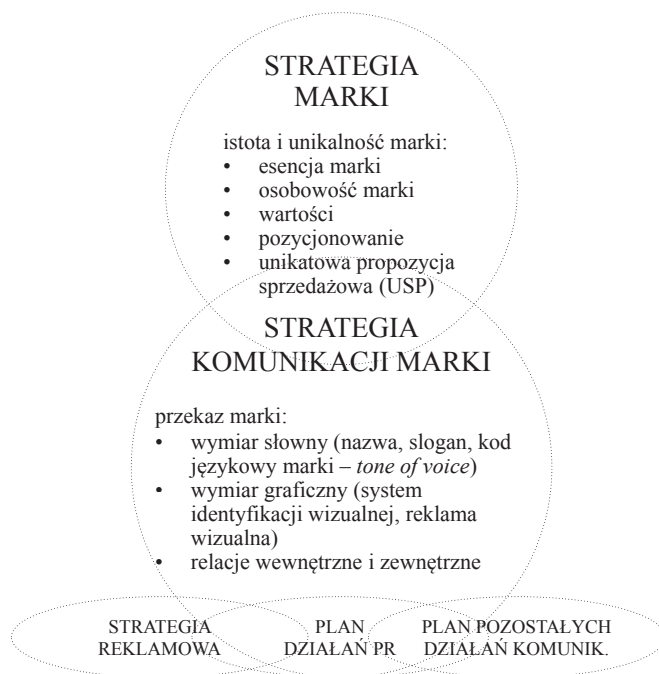 STRATEGIA
MARKI
istota i unikalność marki:
• esencja marki
• osobowość marki
• wartości
• pozycjonowanie
• unikatowa propozycja
sprzedażowa (USP)
STRATEGIA
KOMUNIKACJI MARKI
przekaz marki:
• wymiar słowny (nazwa, slogan, kod
językowy marki – tone of voice)
• wymiar graficzny (system
identyfikacji wizualnej, reklama
wizualna)
• relacje wewnętrzne i zewnętrzne
STRATEGIA
REKLAMOWA
PLAN
DZIAŁAŃ PR
PLAN POZOSTAŁYCH
DZIAŁAŃ KOMUNIK.